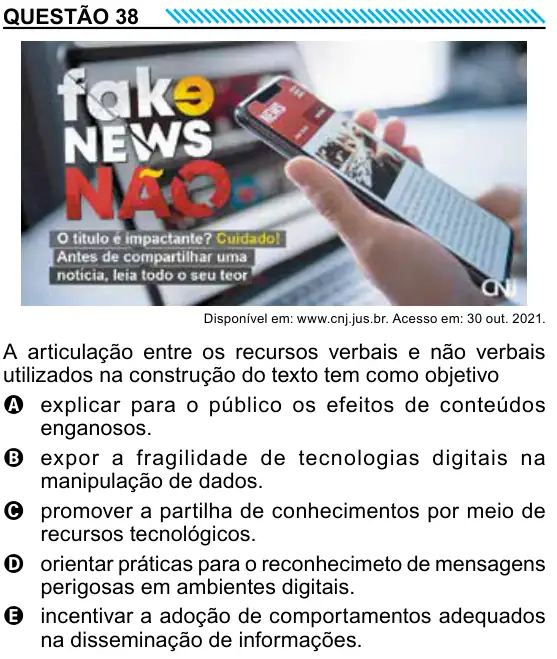 QUESTÃO 38
fake
NEWS
NÃO
NEWS
O título é impactante? Cuidado!
Antes de compartilhar uma
notícia, leia todo o seu teor
CNJ
Disponível em: www.cnj.jus.br. Acesso em: 30 out. 2021.
A articulação entre os recursos verbais e não verbais
utilizados na construção do texto tem como objetivo
A explicar para o público os efeitos de conteúdos
enganosos.
B expor a fragilidade de tecnologias digitais na
manipulação de dados.
C promover a partilha de conhecimentos por meio de
recursos tecnológicos.
D orientar práticas para o reconhecimeto de mensagens
perigosas em ambientes digitais.
E incentivar a adoção de comportamentos adequados
na disseminação de informações.